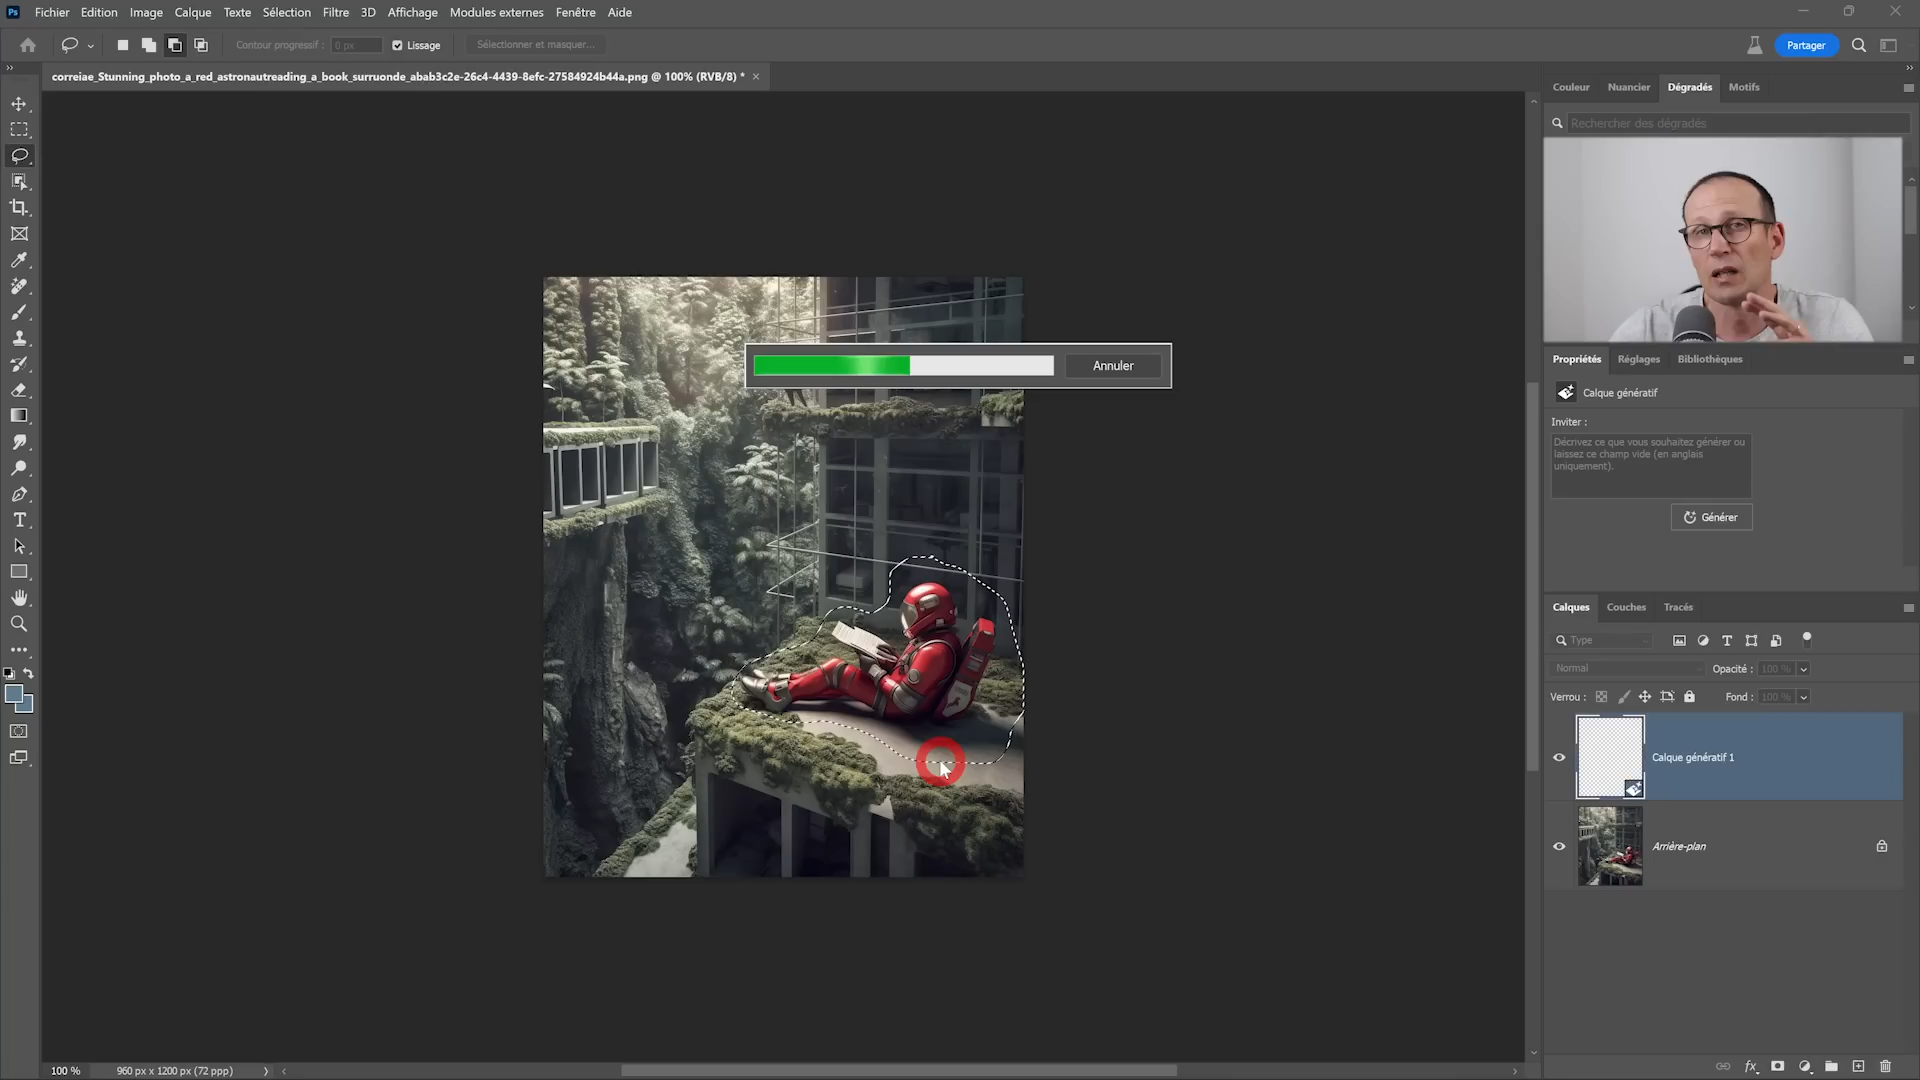 Ps Fichier Edition Image Calque Texte Sélection Filtre 3D Affichage Modules externes Fenêtre Aide
Contour progressif : 0 px Lissage Sélectionner et masquer... Partager
correiae_Stunning_photo_a_red_astronautreading_a_book_surruonde_abab3c2e-26c4-4439-8efc-27584924b44a.png @ 100% (RVB/8) *
Couleur Nuancier Dégradés Motifs
Rechercher des dégradés
Annuler
Propriétés Réglages Bibliothèques
Calque génératif
Inviter :
Décrivez ce que vous souhaitez générer ou
laissez ce champ vide (en anglais
uniquement).
Générer
Calques Couches Tracés
Type
Normal Opacité : 100 %
Verrou : Fond : 100 %
Calque génératif 1
Arrière-plan
100 % 960 px x 1200 px (72 ppp)